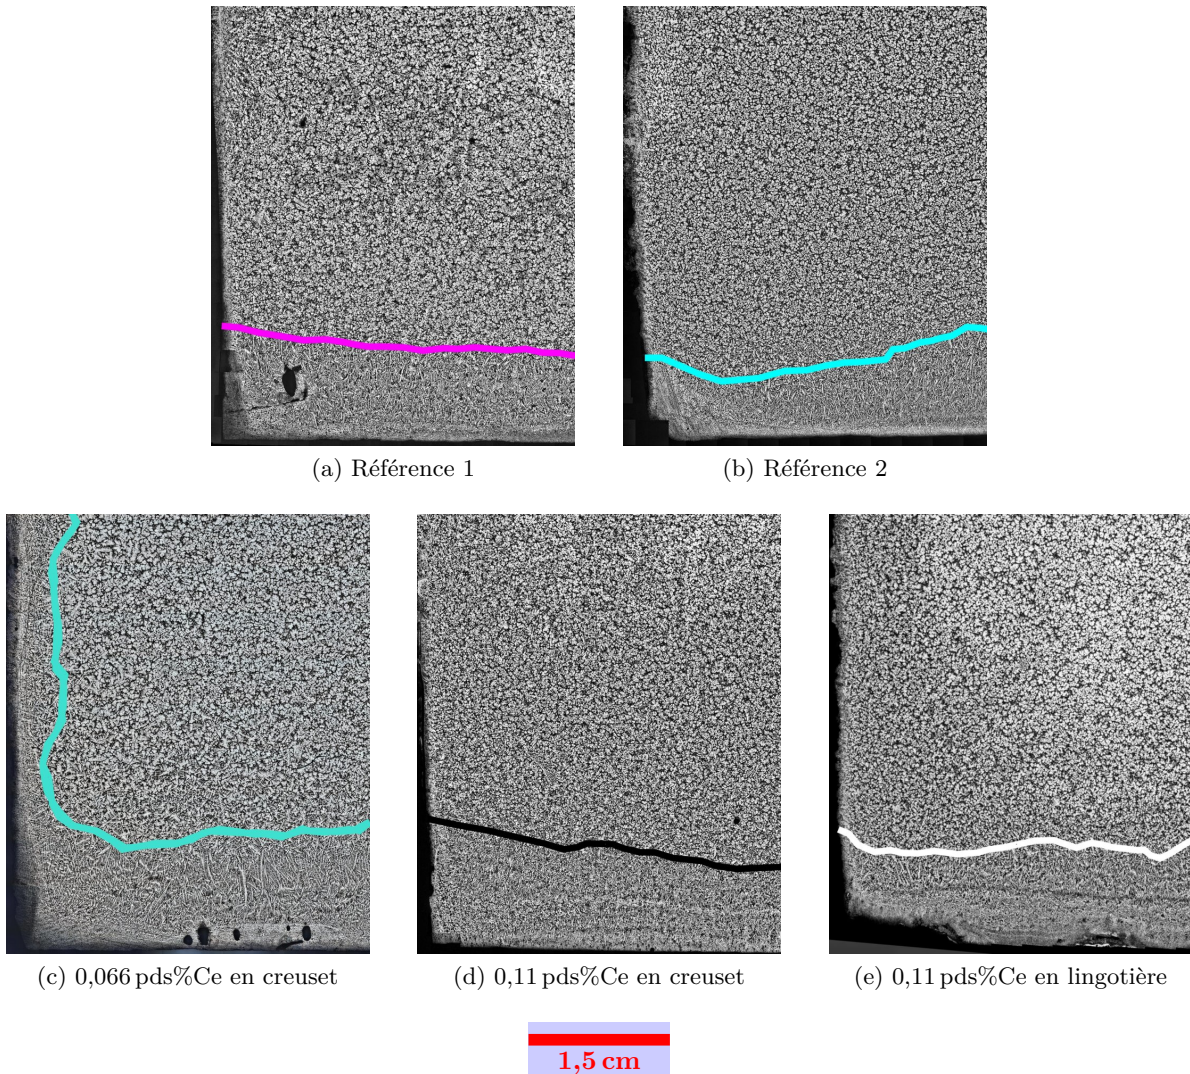 (a) Référence 1
(b) Référence 2
(c) 0,066 pds%Ce en creuset
(d) 0,11 pds%Ce en creuset
(e) 0,11 pds%Ce en lingotière
1,5 cm